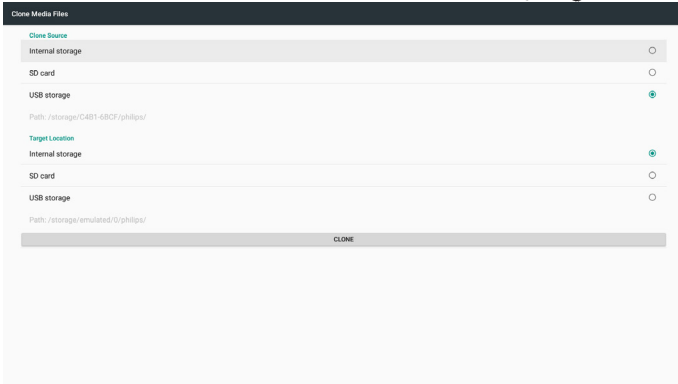 Clone Media Files
Clone Source
Internal storage
SD card
USB storage
Path: /storage/C4B1-6BCF/philips/
Target Location
Internal storage
SD card
USB storage
Path: /storage/emulated/0/philips/
CLONE